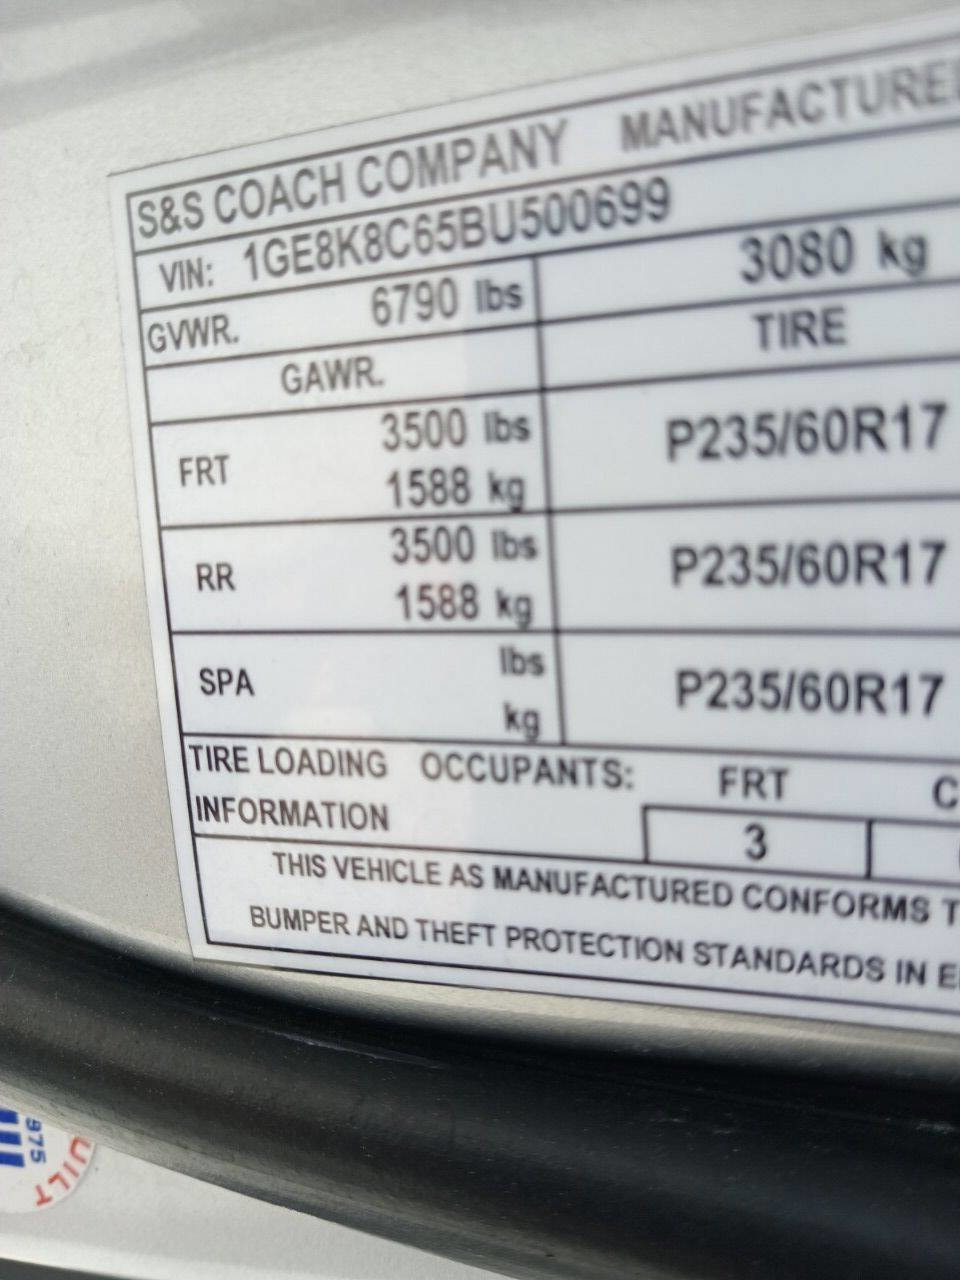 S&S COACH COMPANY MANUFACTURE
VIN: 1GE8K8C65BU500699
GVWR. 6790 lbs 3080 kg
GAWR. TIRE
FRT 3500 lbs P235/60R17
1588 kg
RR 3500 lbs P235/60R17
1588 kg
SPA lbs P235/60R17
kg
TIRE LOADING OCCUPANTS: FRT C
INFORMATION 3
THIS VEHICLE AS MANUFACTURED CONFORMS T
BUMPER AND THEFT PROTECTION STANDARDS IN E
975
UILT